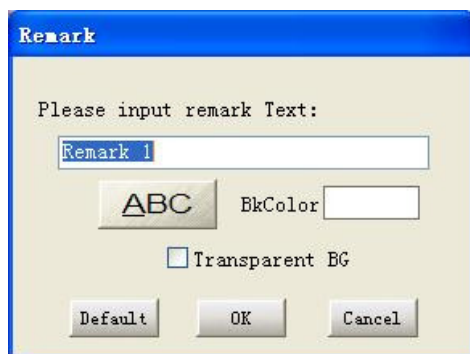 Remark
Please input remark Text:
Remark 1
ABC BkColor
Transparent BG
Default OK Cancel